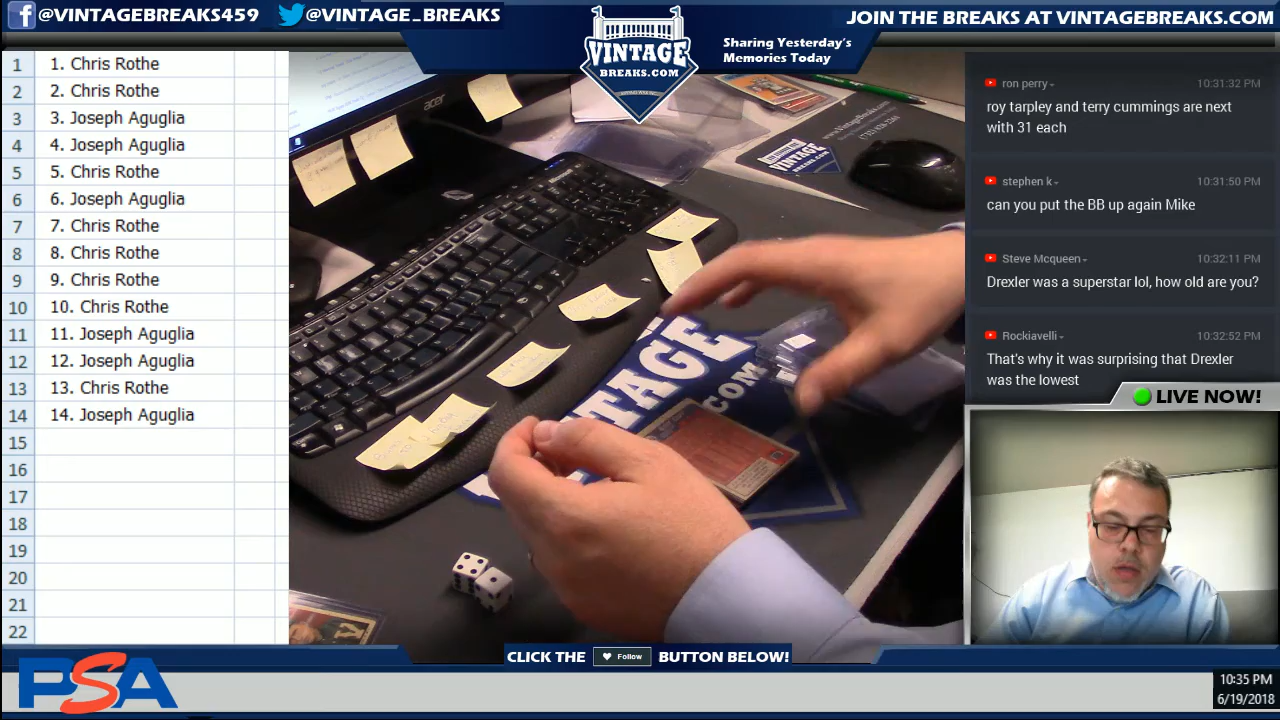 @VINTAGEBREAKS459
@VINTAGE_BREAKS
VINTAGE
BREAKS.COM
Sharing Yesterday's
Memories Today
JOIN THE BREAKS AT VINTAGEBREAKS.COM
1 1. Chris Rothe
2 2. Chris Rothe
3 3. Joseph Aguglia
4 4. Joseph Aguglia
5 5. Chris Rothe
6 6. Joseph Aguglia
7 7. Chris Rothe
8 8. Chris Rothe
9 9. Chris Rothe
10 10. Chris Rothe
11 11. Joseph Aguglia
12 12. Joseph Aguglia
13 13. Chris Rothe
14 14. Joseph Aguglia
15
16
17
18
19
20
21
22
acer
VINTAGE
NTAGE
COM
ron perry 10:31:32 PM
roy tarpley and terry cummings are next
with 31 each
stephen k 10:31:50 PM
can you put the BB up again Mike
Steve Mcqueen 10:32:11 PM
Drexler was a superstar lol, how old are you?
Rockiavelli 10:32:52 PM
That's why it was surprising that Drexler
was the lowest
LIVE NOW!
CLICK THE Follow BUTTON BELOW!
PSA
10:35 PM
6/19/2018